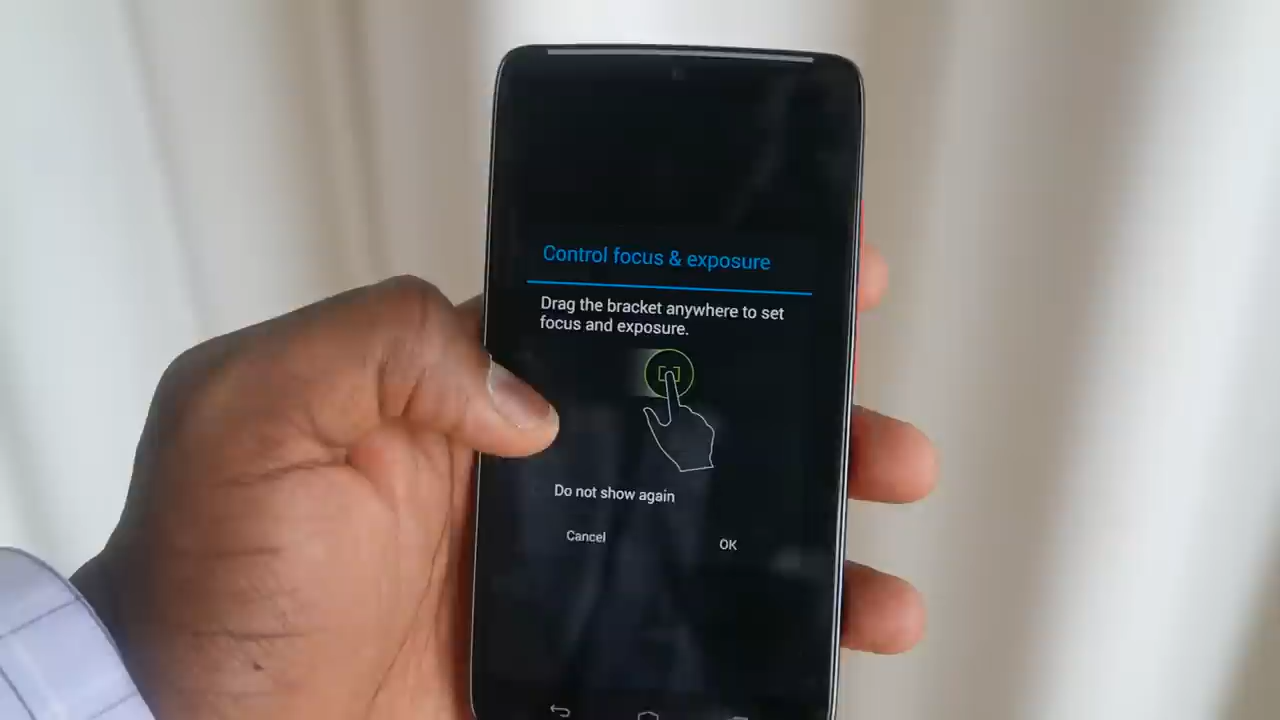 Control focus & exposure
Drag the bracket anywhere to set
focus and exposure.
Do not show again
Cancel OK